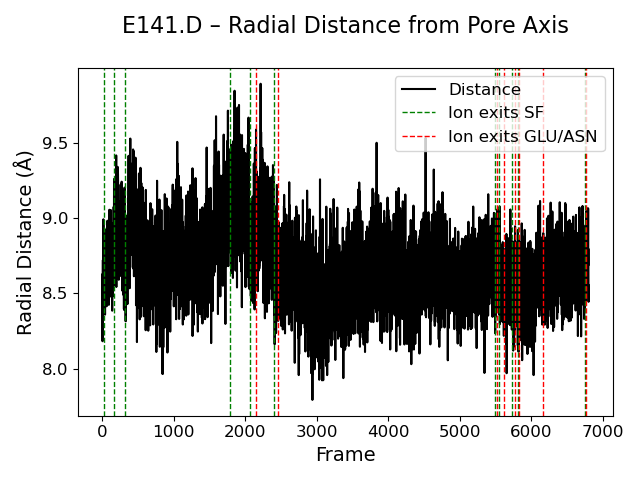 E141.D – Radial Distance from Pore Axis
Distance
Ion exits SF
Ion exits GLU/ASN
Radial Distance (Å)
9.5
9.0
8.5
8.0
0 1000 2000 3000 4000 5000 6000 7000
Frame